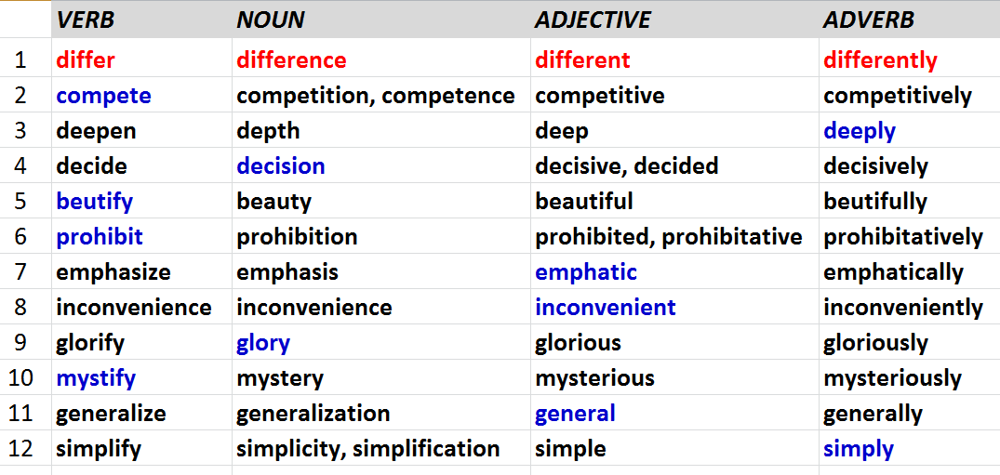 VERB NOUN ADJECTIVE ADVERB
1 differ difference different differently
2 compete competition, competence competitive competitively
3 deepen depth deep deeply
4 decide decision decisive, decided decisively
5 beutify beauty beautiful beutifully
6 prohibit prohibition prohibited, prohibitative prohibitatively
7 emphasize emphasis emphatic emphatically
8 inconvenience inconvenience inconvenient inconveniently
9 glorify glory glorious gloriously
10 mystify mystery mysterious mysteriously
11 generalize generalization general generally
12 simplify simplicity, simplification simple simply